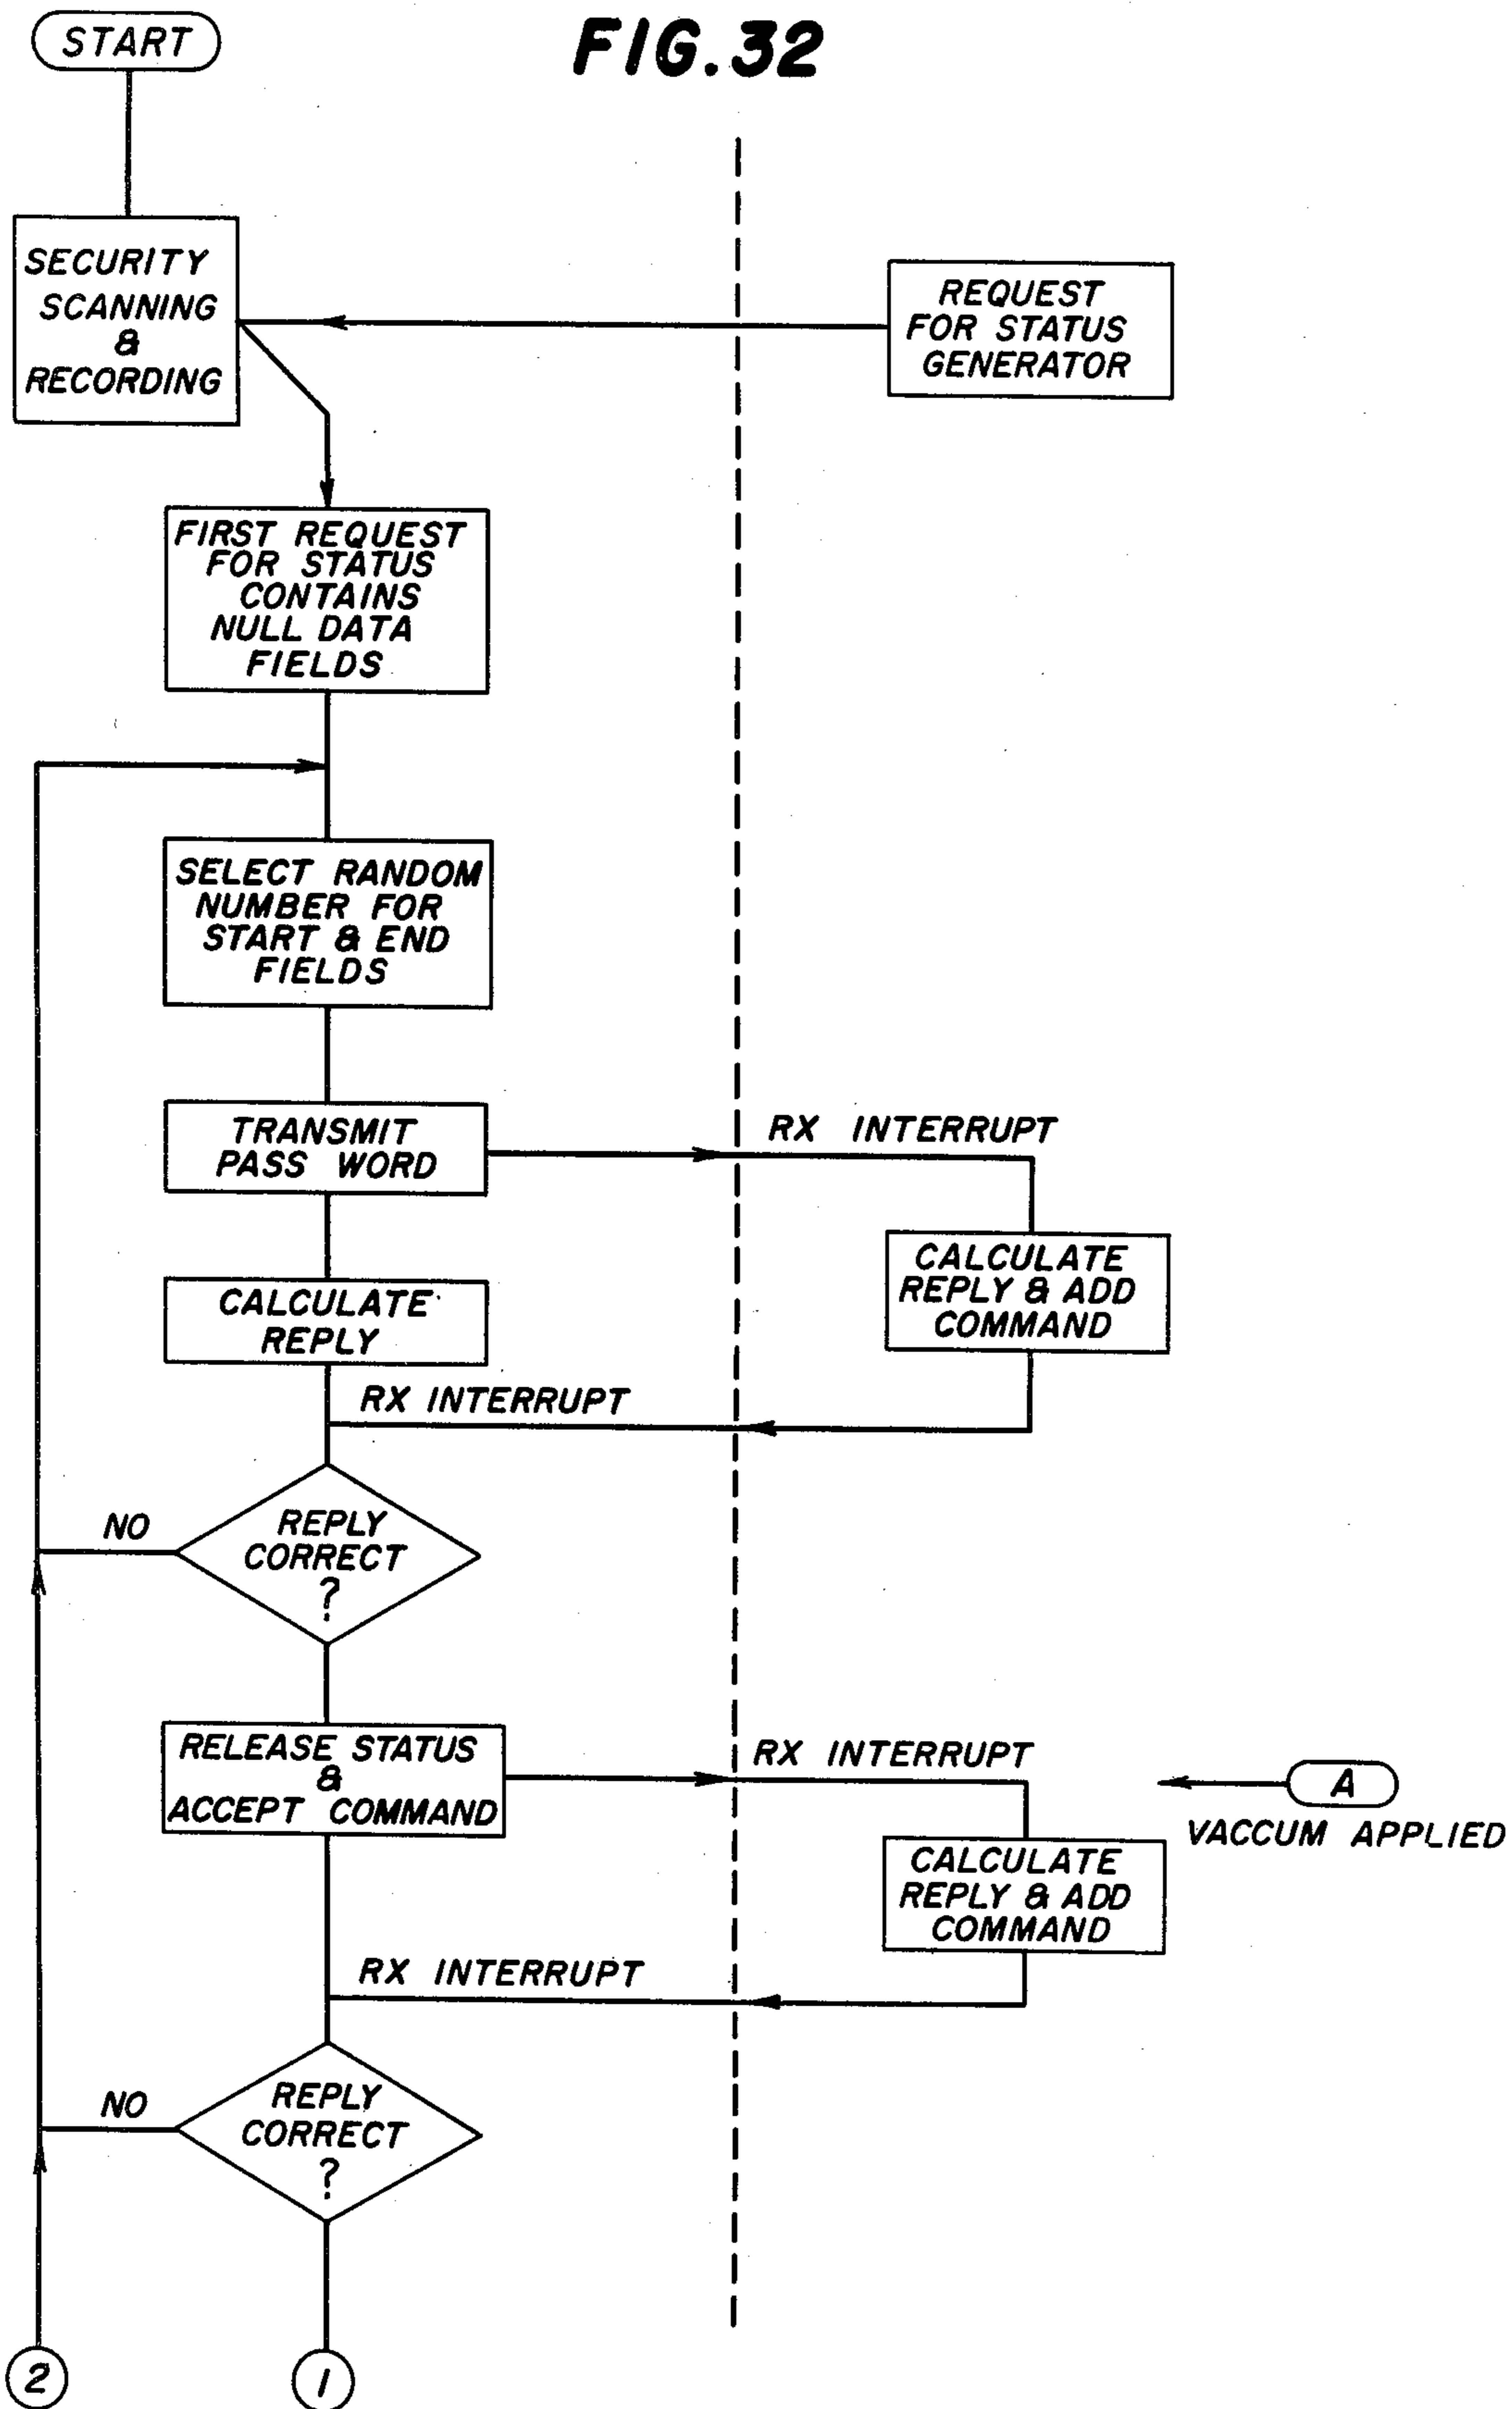 START
FIG.32
SECURITY
SCANNING
&
RECORDING
REQUEST
FOR STATUS
GENERATOR
FIRST REQUEST
FOR STATUS
CONTAINS
NULL DATA
FIELDS
SELECT RANDOM
NUMBER FOR
START & END
FIELDS
TRANSMIT
PASS WORD
RX INTERRUPT
CALCULATE
REPLY & ADD
COMMAND
CALCULATE
REPLY
RX INTERRUPT
NO
REPLY
CORRECT
?
RELEASE STATUS
&
ACCEPT COMMAND
RX INTERRUPT
A
VACCUM APPLIED
CALCULATE
REPLY & ADD
COMMAND
RX INTERRUPT
NO
REPLY
CORRECT
?
2
1